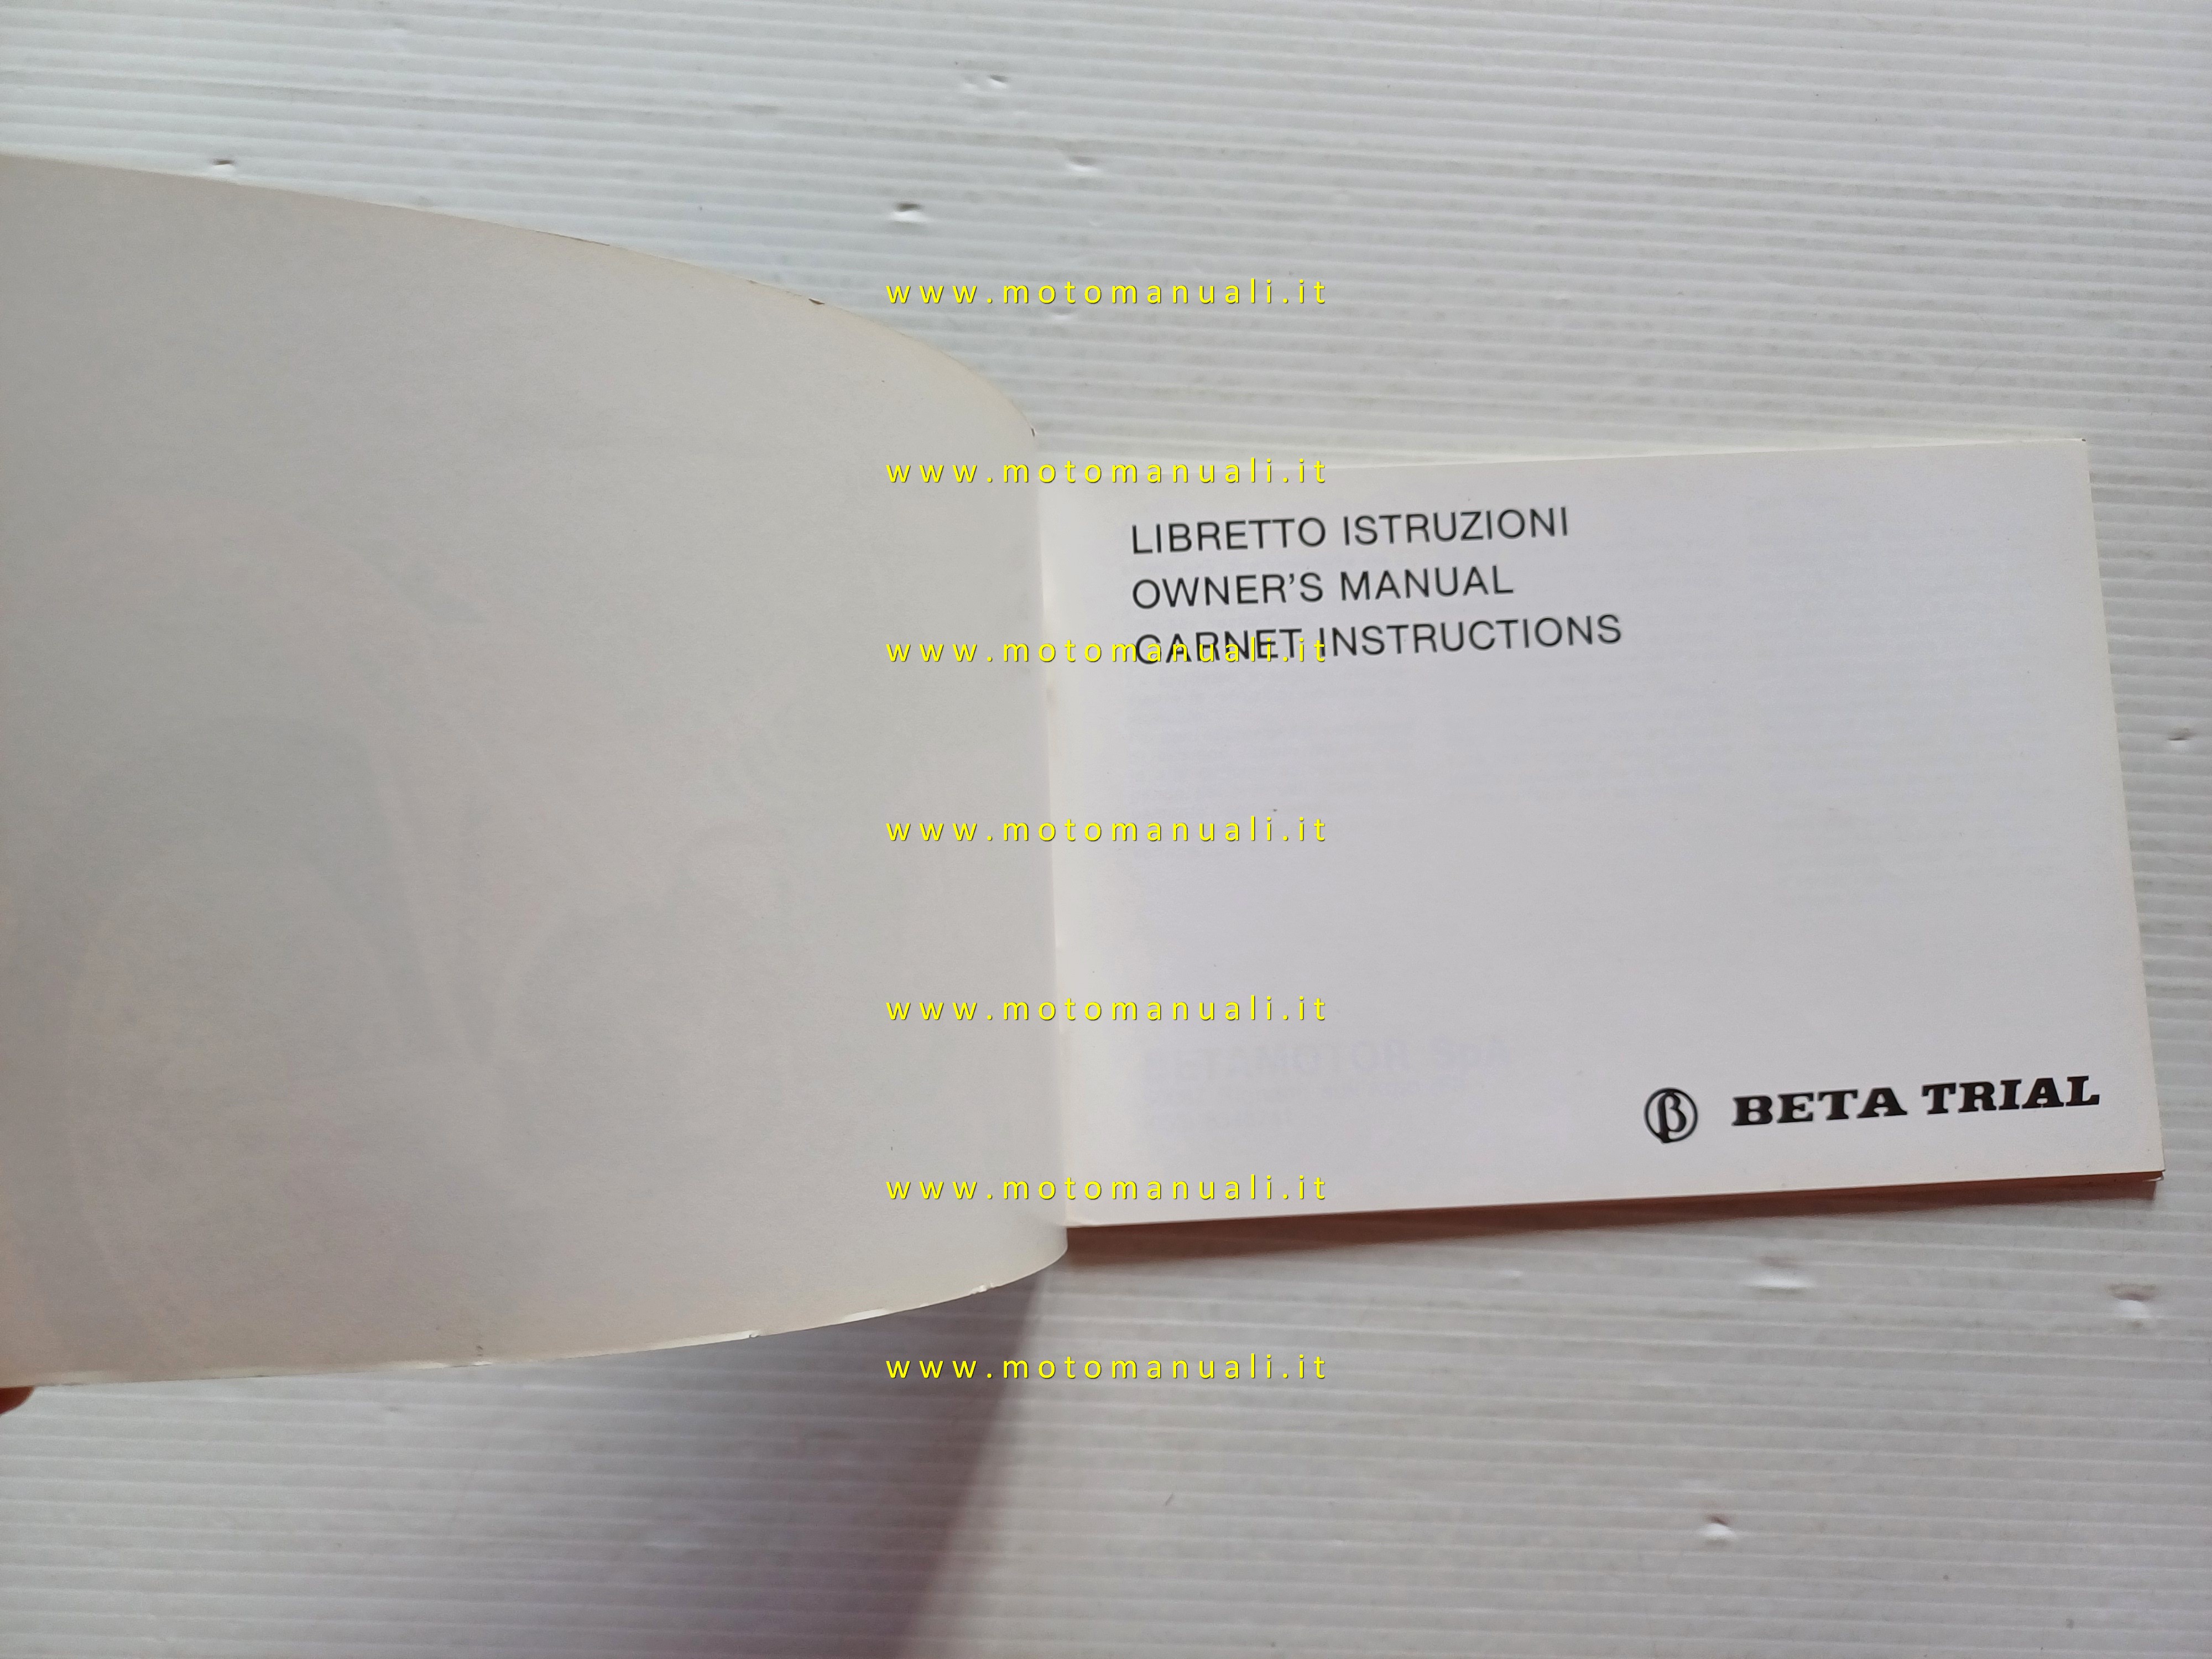 www.motomanuali.it
www.motomanuali.it
LIBRETTO ISTRUZIONI
OWNER'S MANUAL
CARNET INSTRUCTIONS
www.motomanuali.it
www.motomanuali.it
www.motomanuali.it
β BETA TRIAL
www.motomanuali.it
www.motomanuali.it